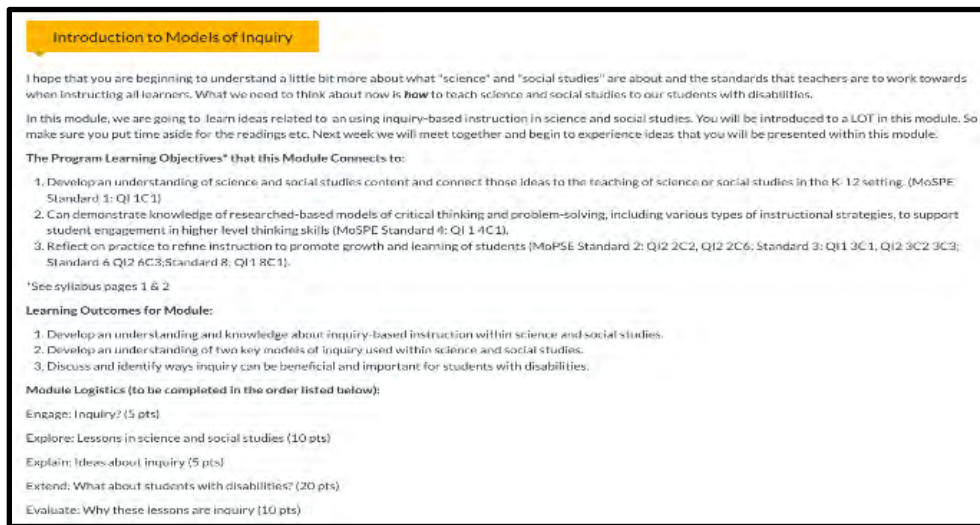 Introduction to Models of Inquiry
I hope that you are beginning to understand a little bit more about what "science" and "social studies" are about and the standards that teachers are to work towards
when instructing all learners. What we need to think about now is how to teach science and social studies to our students with disabilities.
In this module, we are going to learn ideas related to an using inquiry-based instruction in science and social studies. You will be introduced to a LOT in this module. So
make sure you put time aside for the readings etc. Next week we will meet together and begin to experience ideas that you will be presented within this module.
The Program Learning Objectives* that this Module Connects to:
1. Develop an understanding of science and social studies content and connect those ideas to the teaching of science or social studies in the K-12 setting. (MoSPE
Standard 1: QI 1C1)
2. Can demonstrate knowledge of researched-based models of critical thinking and problem-solving, including various types of instructional strategies, to support
student engagement in higher level thinking skills (MoSPE Standard 4: QI 1 4C1).
3. Reflect on practice to refine instruction to promote growth and learning of students (MoPSE Standard 2: QI2 2C2, QI2 2C6; Standard 3: QI1 3C1, QI2 3C2 3C3;
Standard 6 QI2 6C3;Standard 8: QI1 8C1).
*See syllabus pages 1 & 2
Learning Outcomes for Module:
1. Develop an understanding and knowledge about inquiry-based instruction within science and social studies.
2. Develop an understanding of two key models of inquiry used within science and social studies.
3. Discuss and identify ways inquiry can be beneficial and important for students with disabilities.
Module Logistics (to be completed in the order listed below):
Engage: Inquiry? (5 pts)
Explore: Lessons in science and social studies (10 pts)
Explain: Ideas about inquiry (5 pts)
Extend: What about students with disabilities? (20 pts)
Evaluate: Why these lessons are inquiry (10 pts)